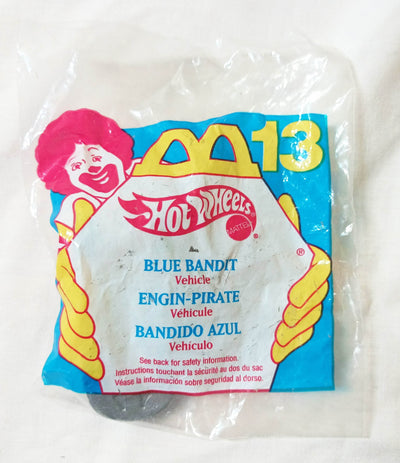 13
HOT WHEELS®
MATTEL
®
BLUE BANDIT
Vehicle
ENGIN-PIRATE
Véhicule
BANDIDO AZUL
Vehículo
See back for safety information.
Instructions touchant la sécurité au dos du sac
Véase la información sobre seguridad al dorso.